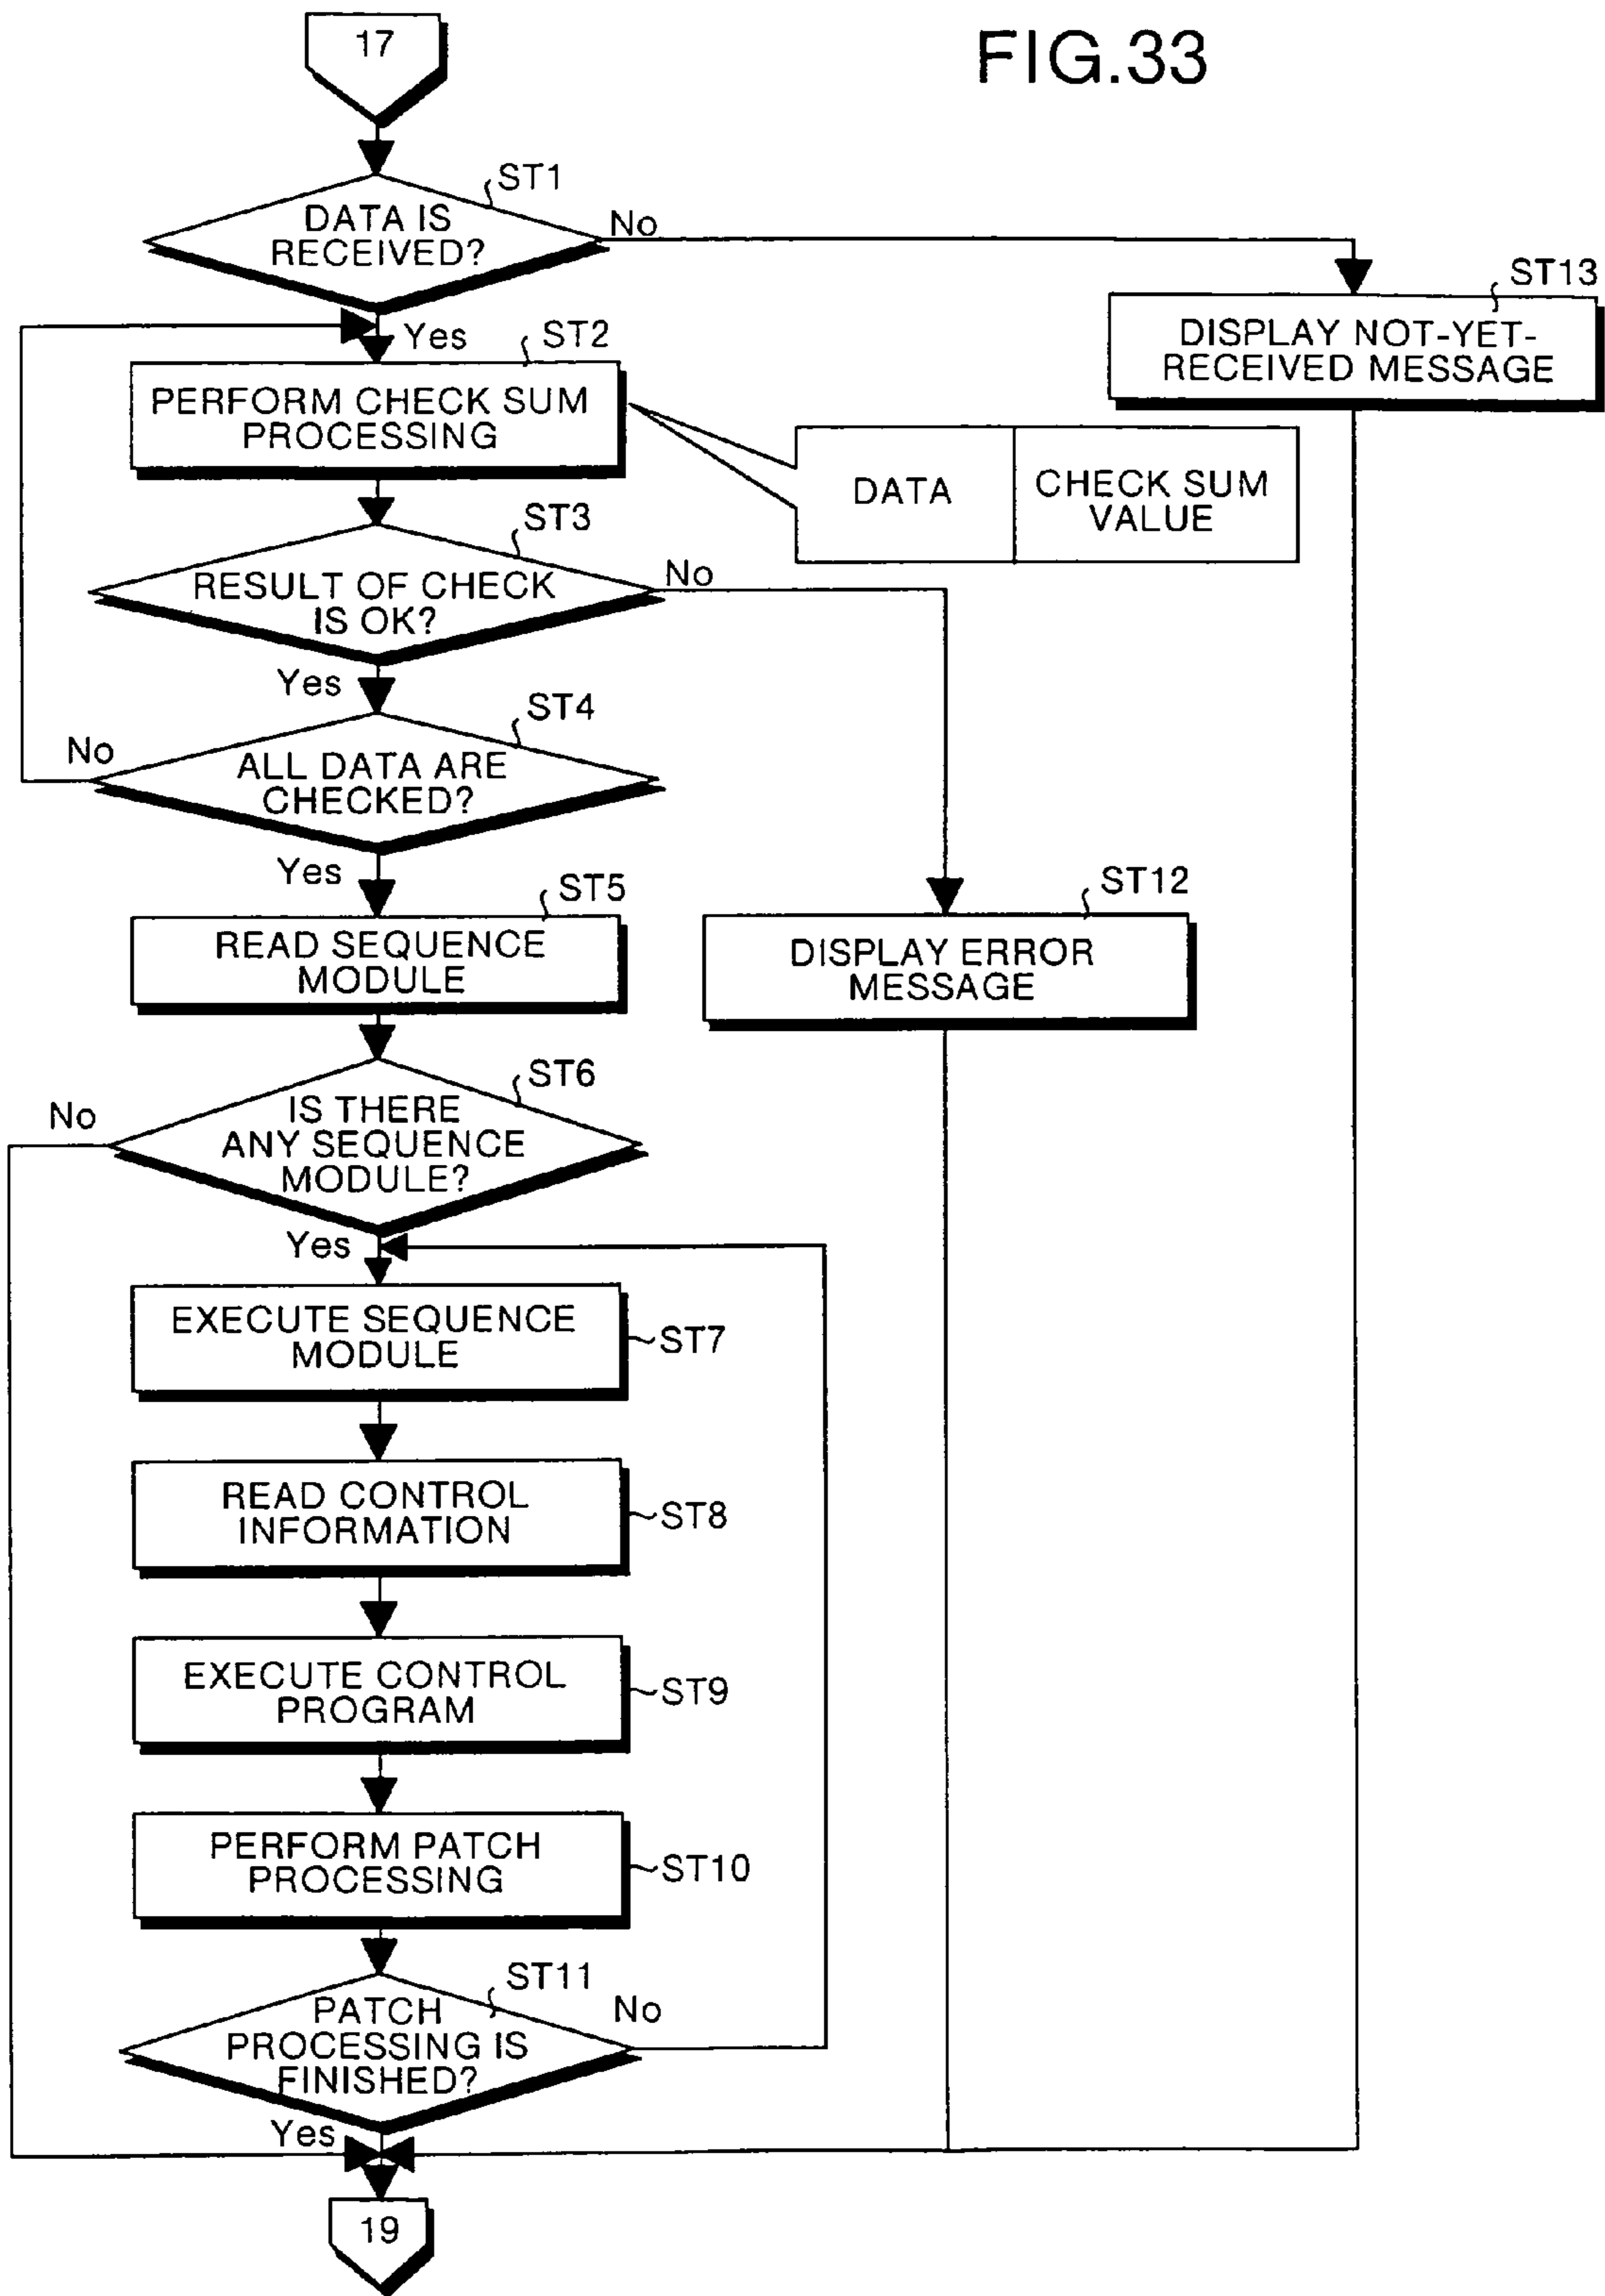 FIG.33
17
ST1
DATA IS
RECEIVED?
No
Yes
ST13
DISPLAY NOT-YET-
RECEIVED MESSAGE
ST2
PERFORM CHECK SUM
PROCESSING
DATA
CHECK SUM
VALUE
ST3
RESULT OF CHECK
IS OK?
No
Yes
ST4
ALL DATA ARE
CHECKED?
No
Yes
ST5
READ SEQUENCE
MODULE
ST12
DISPLAY ERROR
MESSAGE
ST6
IS THERE
ANY SEQUENCE
MODULE?
No
Yes
EXECUTE SEQUENCE
MODULE
ST7
READ CONTROL
INFORMATION
ST8
EXECUTE CONTROL
PROGRAM
ST9
PERFORM PATCH
PROCESSING
ST10
ST11
PATCH
PROCESSING IS
FINISHED?
No
Yes
19